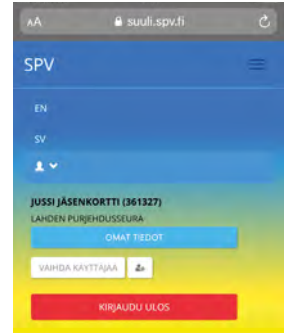 AA suuli.spv.fi
SPV
EN
SV
JUSSI JÄSENKORTTI (361327)
LAHDEN PURJEHDUSSEURA
OMAT TIEDOT
VAIHDA KÄYTTÄJÄÄ
KIRJAUDU ULOS